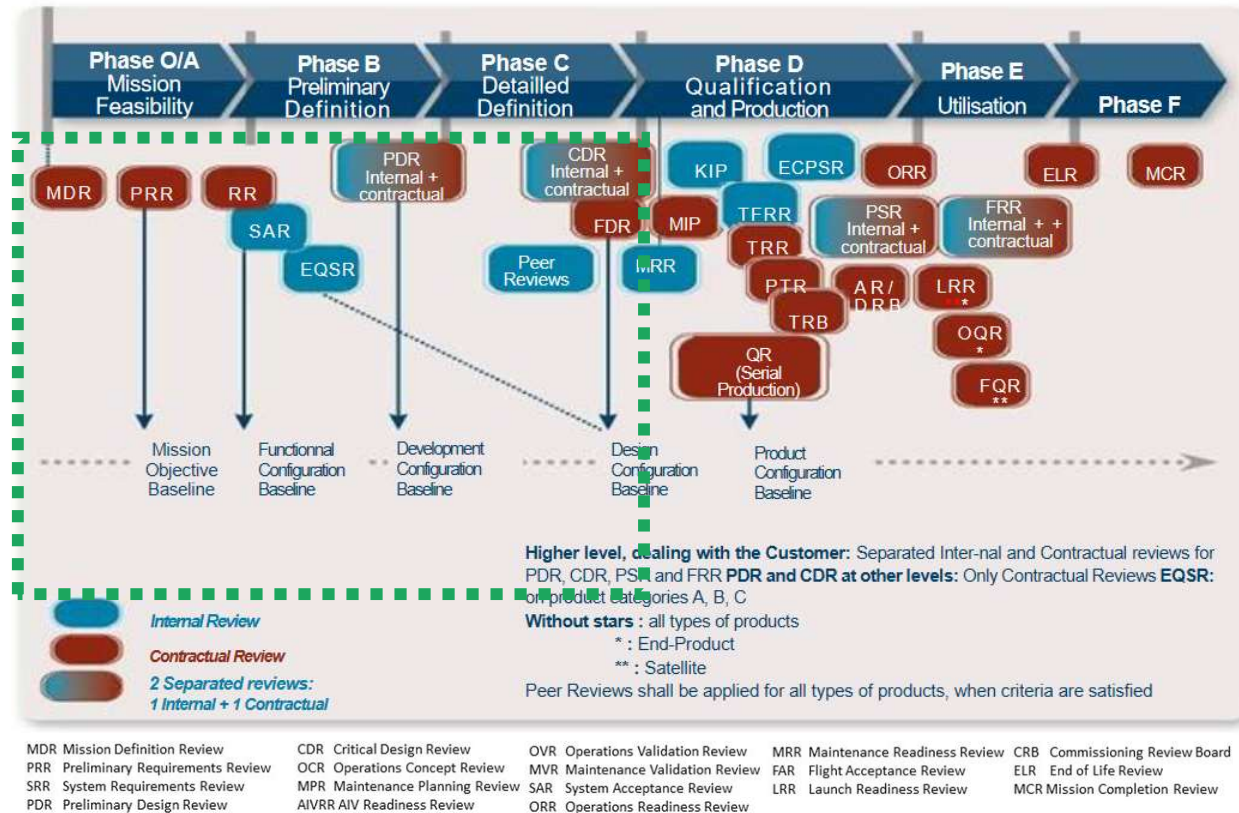 Phase O/A
Mission
Feasibility
Phase B
Preliminary
Definition
Phase C
Detailled
Definition
Phase D
Qualification
and Production
Phase E
Utilisation
Phase F
MDR
PRR
RR
SAR
EQSR
PDR
Internal +
contractual
CDR
Internal +
contractual
FDR
Peer
Reviews
KIP
MIP
MRR
ECPSR
TFRR
TRR
PTR
TRB
QR
(Serial
Production)
ORR
PSR
Internal +
contractual
AR/
DRB
FRR
Internal + +
contractual
LRR
***
OQR
*
FQR
**
ELR
MCR
Mission
Objective
Baseline
Functionnal
Configuration
Baseline
Development
Configuration
Baseline
Design
Configuration
Baseline
Product
Configuration
Baseline
Higher level, dealing with the Customer: Separated Inter-nal and Contractual reviews for
PDR, CDR, PSR and FRR PDR and CDR at other levels: Only Contractual Reviews EQSR:
on product categories A, B, C
Without stars : all types of products
* : End-Product
** : Satellite
Peer Reviews shall be applied for all types of products, when criteria are satisfied
Internal Review
Contractual Review
2 Separated reviews:
1 Internal + 1 Contractual
MDR Mission Definition Review
PRR Preliminary Requirements Review
SRR System Requirements Review
PDR Preliminary Design Review
CDR Critical Design Review
OCR Operations Concept Review
MPR Maintenance Planning Review
AIVRR AIV Readiness Review
OVR Operations Validation Review
MVR Maintenance Validation Review
SAR System Acceptance Review
ORR Operations Readiness Review
MRR Maintenance Readiness Review
FAR Flight Acceptance Review
LRR Launch Readiness Review
CRB Commissioning Review Board
ELR End of Life Review
MCR Mission Completion Review